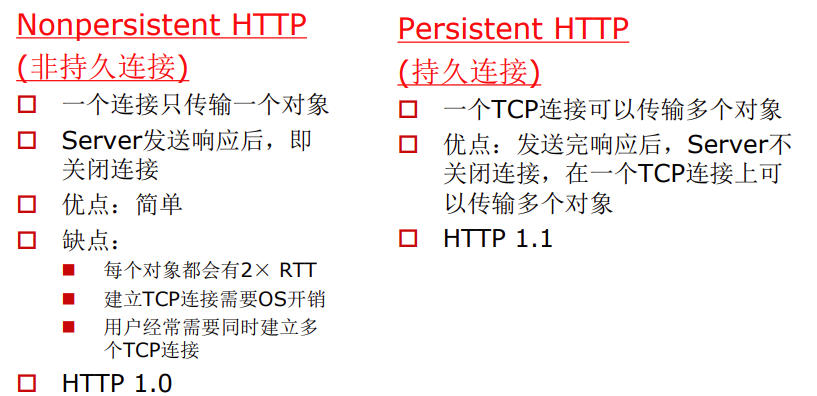 Nonpersistent HTTP
(非持久连接)
一个连接只传输一个对象
Server发送响应后，即
关闭连接
优点：简单
缺点：
每个对象都会有2× RTT
建立TCP连接需要OS开销
用户经常需要同时建立多
个TCP连接
HTTP 1.0
Persistent HTTP
(持久连接)
一个TCP连接可以传输多个对象
优点：发送完响应后，Server不
关闭连接，在一个TCP连接上可
以传输多个对象
HTTP 1.1